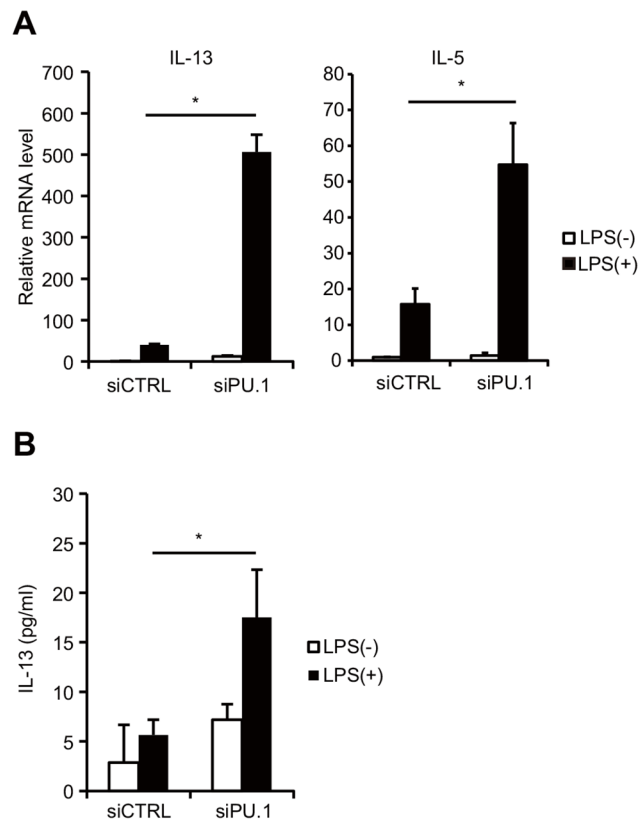 A
IL-13
IL-5
Relative mRNA level
700
600
500
400
300
200
100
0
*
siCTRL
siPU.1
80
70
60
50
40
30
20
10
0
*
siCTRL
siPU.1
LPS(-)
LPS(+)
B
IL-13 (pg/ml)
30
25
20
15
10
5
0
*
siCTRL
siPU.1
LPS(-)
LPS(+)